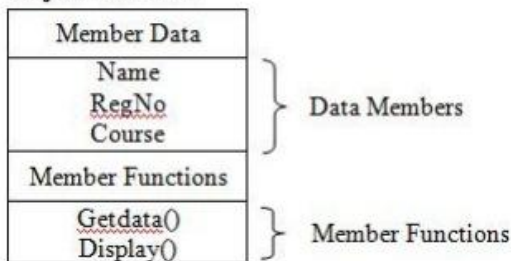 Member Data
Name
RegNo
Course
Data Members
Member Functions
Getdata()
Display()
Member Functions